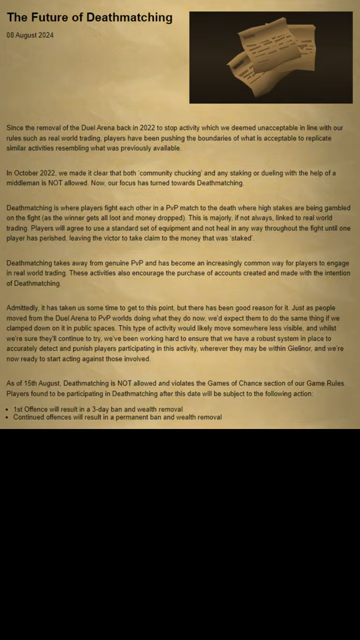 The Future of Deathmatching
08 August 2024
Since the removal of the Duel Arena back in 2022 to stop activity which we deemed unacceptable in line with our
rules such as real world trading, players have been pushing the boundaries of what is acceptable to replicate
similar activities resembling what was previously available.
In October 2022, we made it clear that both 'community chucking' and any staking or dueling with the help of a
middleman is NOT allowed. Now, our focus has turned towards Deathmatching.
Deathmatching is where players fight each other in a PvP match to the death where high stakes are being gambled
on the fight (as the winner gets all loot and money dropped). This is majorly, if not always, linked to real world
trading. Players will agree to use a standard set of equipment and not heal in any way throughout the fight until one
player has perished, leaving the victor to take claim to the money that was 'staked'.
Deathmatching takes away from genuine PvP and has become an increasingly common way for players to engage
in real world trading. These activities also encourage the purchase of accounts created and made with the intention
of Deathmatching.
Admittedly, it has taken us some time to get to this point, but there has been good reason for it. Just as people
moved from the Duel Arena to PvP worlds doing what they do now, we'd expect them to do the same thing if we
clamped down on it in public spaces. This type of activity would likely move somewhere less visible, and whilst
we're sure they'll continue to try, we've been working hard to ensure that we have a robust system in place to
accurately detect and punish players participating in this activity, wherever they may be within Gielinor, and we're
now ready to start acting against those involved.
As of 15th August, Deathmatching is NOT allowed and violates the Games of Chance section of our Game Rules.
Players found to be participating in Deathmatching after this date will be subject to the following action:
• 1st Offence will result in a 3-day ban and wealth removal
• Continued offences will result in a permanent ban and wealth removal